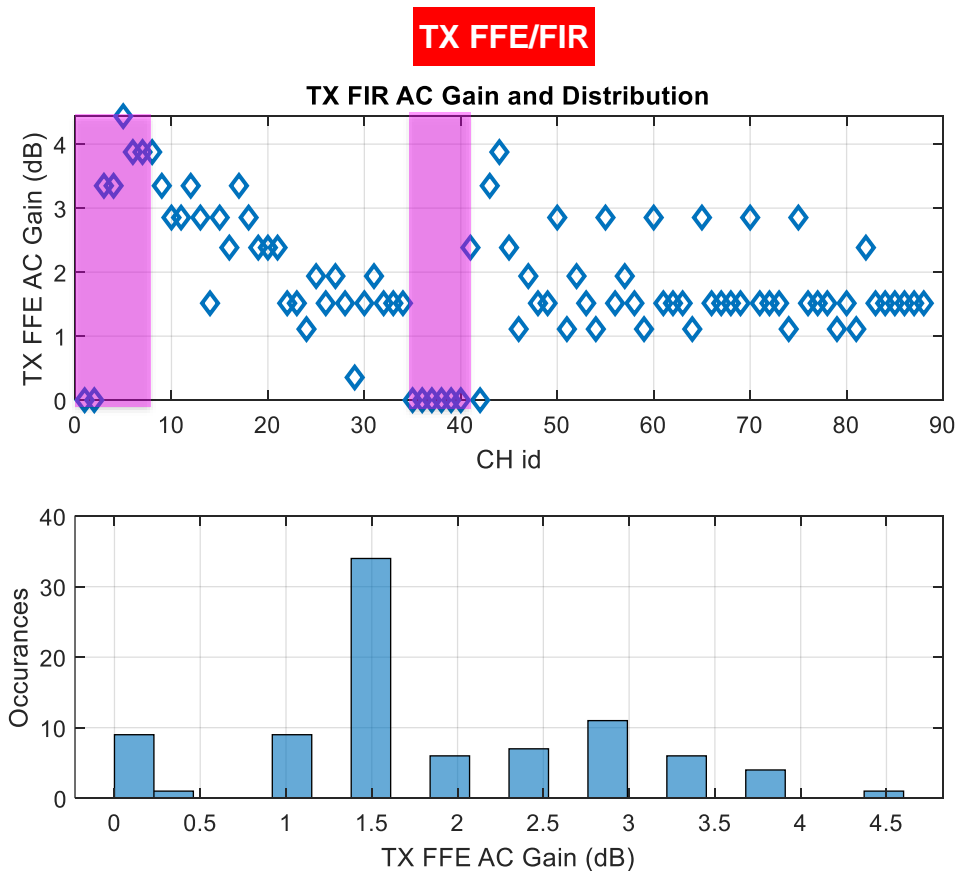 TX FFE/FIR
TX FIR AC Gain and Distribution
TX FFE AC Gain (dB)
4
3
2
1
0
0 10 20 30 40 50 60 70 80 90
CH id
Occurances
40
30
20
10
0
0 0.5 1 1.5 2 2.5 3 3.5 4 4.5
TX FFE AC Gain (dB)